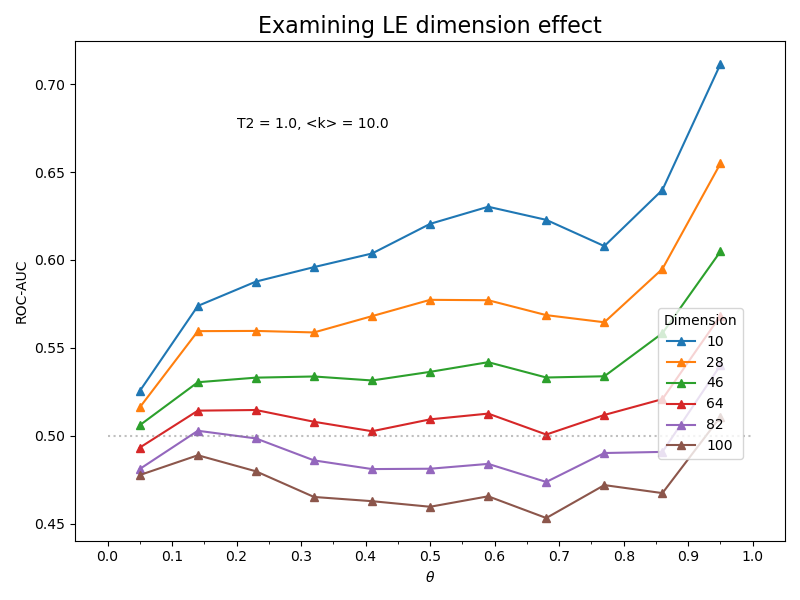 Examining LE dimension effect
T2 = 1.0, <k> = 10.0
ROC-AUC
0.70
0.65
0.60
0.55
0.50
0.45
Dimension
10
28
46
64
82
100
0.0 0.1 0.2 0.3 0.4 0.5 0.6 0.7 0.8 0.9 1.0
θ